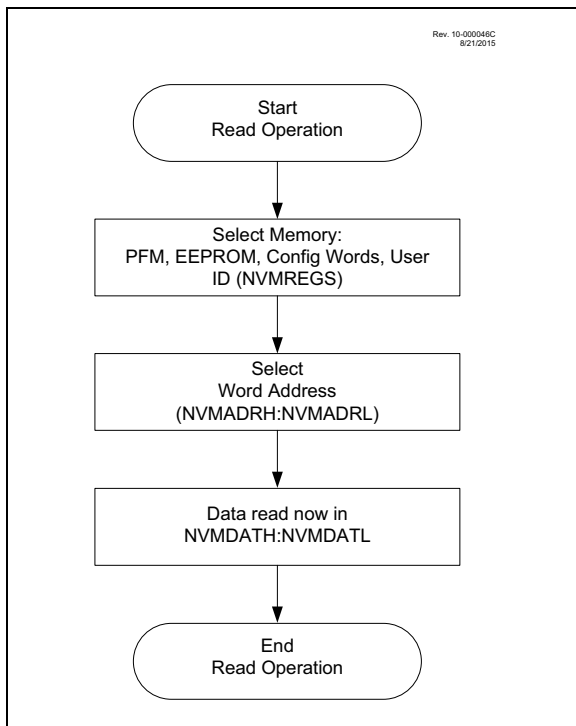 Rev. 10-000046C
8/21/2015
Start
Read Operation
Select Memory:
PFM, EEPROM, Config Words, User
ID (NVMREGS)
Select
Word Address
(NVMADRH:NVMADRL)
Data read now in
NVMDATH:NVMDATL
End
Read Operation